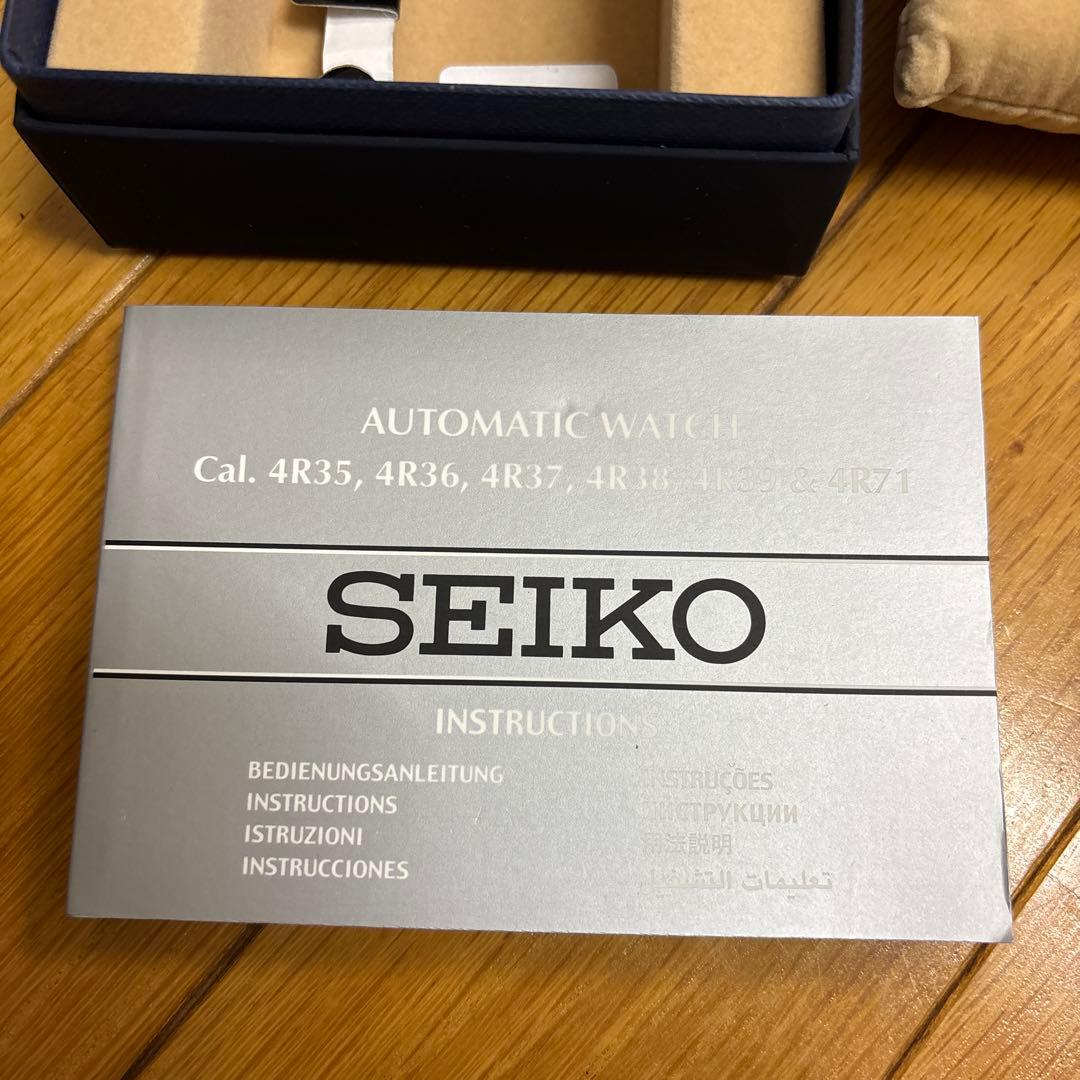 AUTOMATIC WATCH
Cal. 4R35, 4R36, 4R37, 4R38, 4R39 & 4R71
SEIKO
INSTRUCTIONS
BEDIENUNGSANLEITUNG
INSTRUCTIONS
ISTRUZIONI
INSTRUCCIONES
INSTRUÇÕES
ИНСТРУКЦИИ
用法説明
تعليمات التشغيل